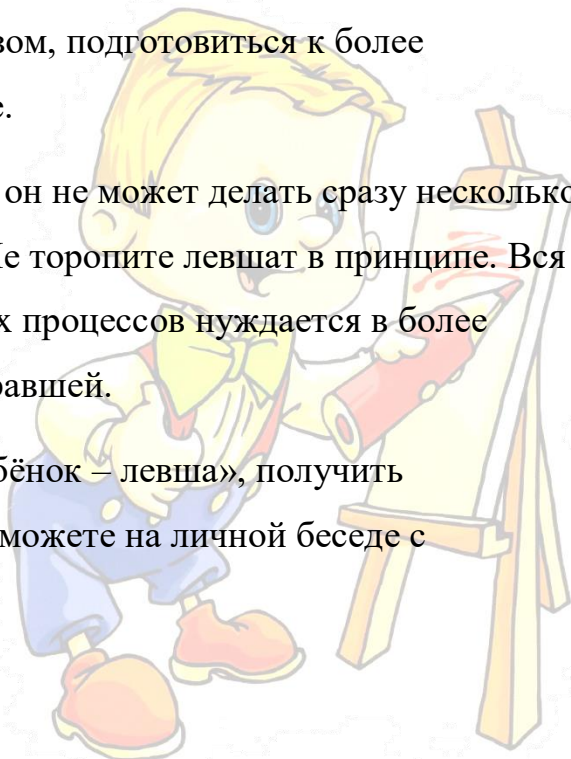 вом, подготовиться к более
е.
он не может делать сразу несколько
Не торопите левшат в принципе. Вся
х процессов нуждается в более
равшей.
бёнок – левша», получить
можете на личной беседе с